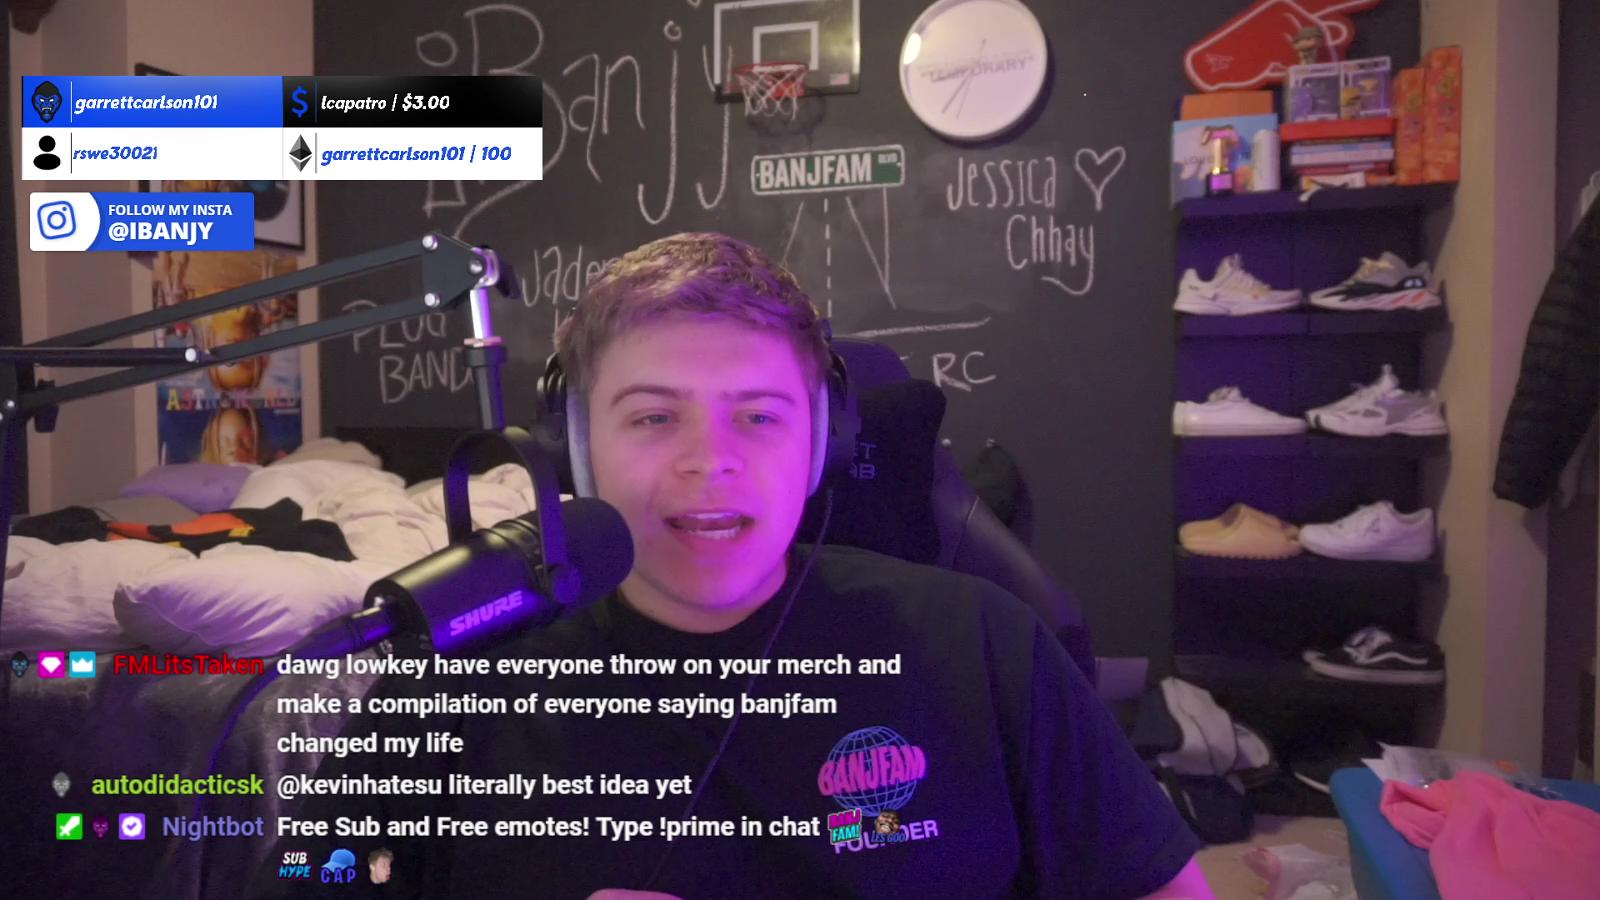 Banjy
"TEMPORARY"
garrettcarlson101
lcapatro / $3.00
rswe30021
garrettcarlson101 / 100
BANJFAM BLVD
Jessica
Chhay
FOLLOW MY INSTA
@IBANJY
Jaden
PLUG
RC
SHURE
FMLitsTaken dawg lowkey have everyone throw on your merch and
make a compilation of everyone saying banjfam
changed my life
autodidacticsk @kevinhatesu literally best idea yet
Nightbot Free Sub and Free emotes! Type !prime in chat
SUB
HYPE
CAP
BANJFAM
BANJ
FAM!